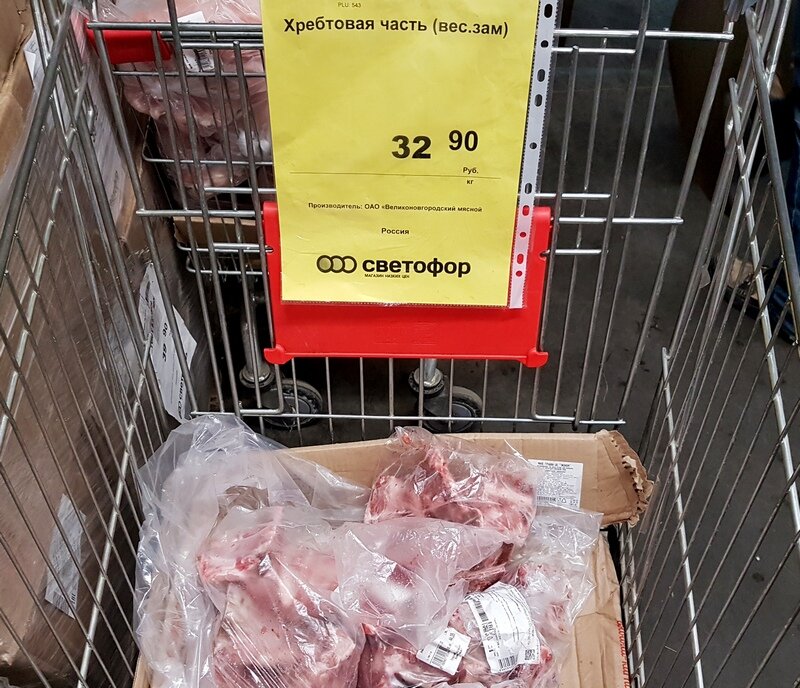 PLU: 543
Хребтовая часть (вес.зам)
32 90
Руб.
кг
Производитель: ОАО «Великоновгородский мясной
Россия
светофор
МАГАЗИН НИЗКИХ ЦЕН